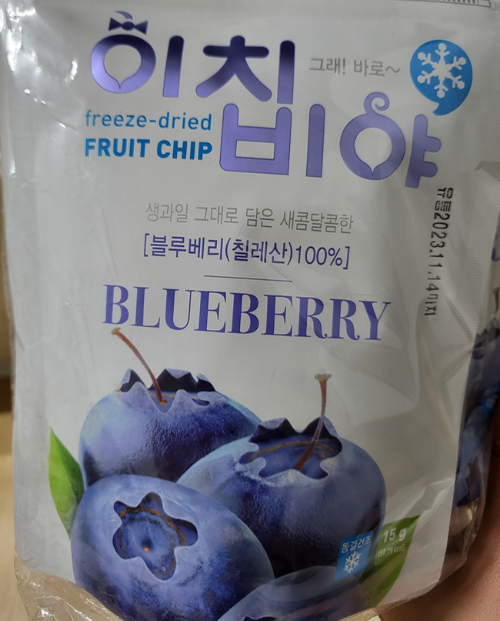 그래! 바로~
이칩비야
freeze-dried
FRUIT CHIP
생과일 그대로 담은 새콤달콤한
[블루베리(칠레산)100%]
BLUEBERRY
유통2023.11.14까지
동결건조
15g